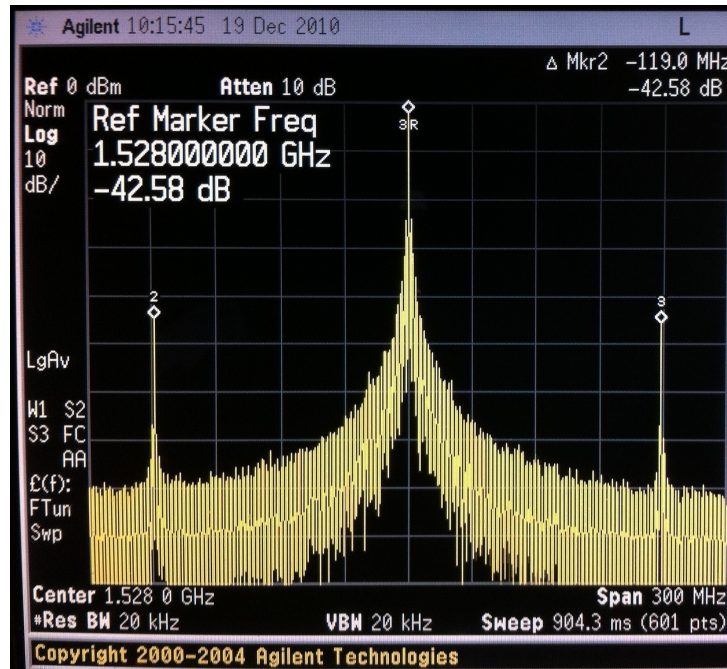 Agilent 10:15:45 19 Dec 2010 L
Δ Mkr2 -119.0 MHz
Ref 0 dBm Atten 10 dB -42.58 dB
Norm
Log
10
dB/
Ref Marker Freq
1.528000000 GHz
-42.58 dB
3R
2
3
LgAv
W1 S2
S3 FC
AA
£(f):
FTun
Swp
Center 1.528 0 GHz Span 300 MHz
#Res BW 20 kHz VBW 20 kHz Sweep 904.3 ms (601 pts)
Copyright 2000-2004 Agilent Technologies